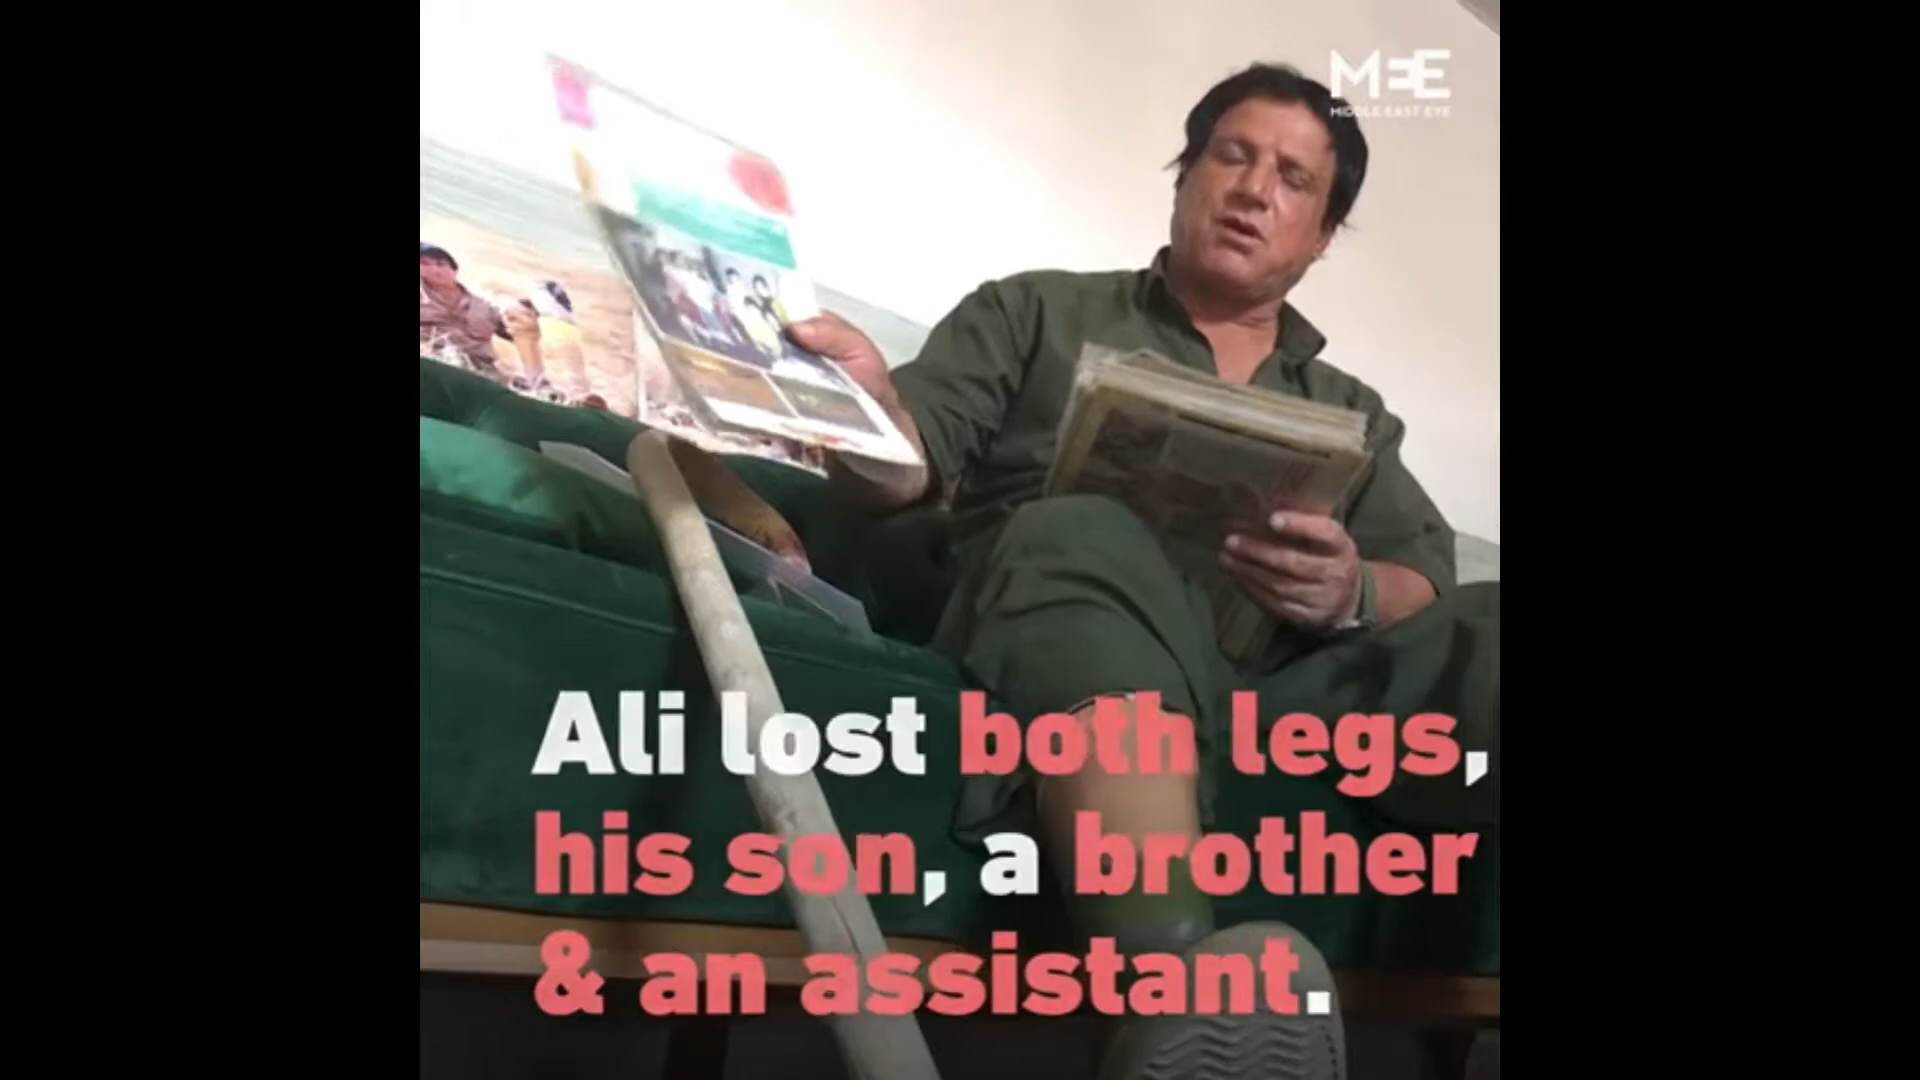 MEE
MIDDLE EAST EYE
Ali lost both legs,
his son, a brother
& an assistant.